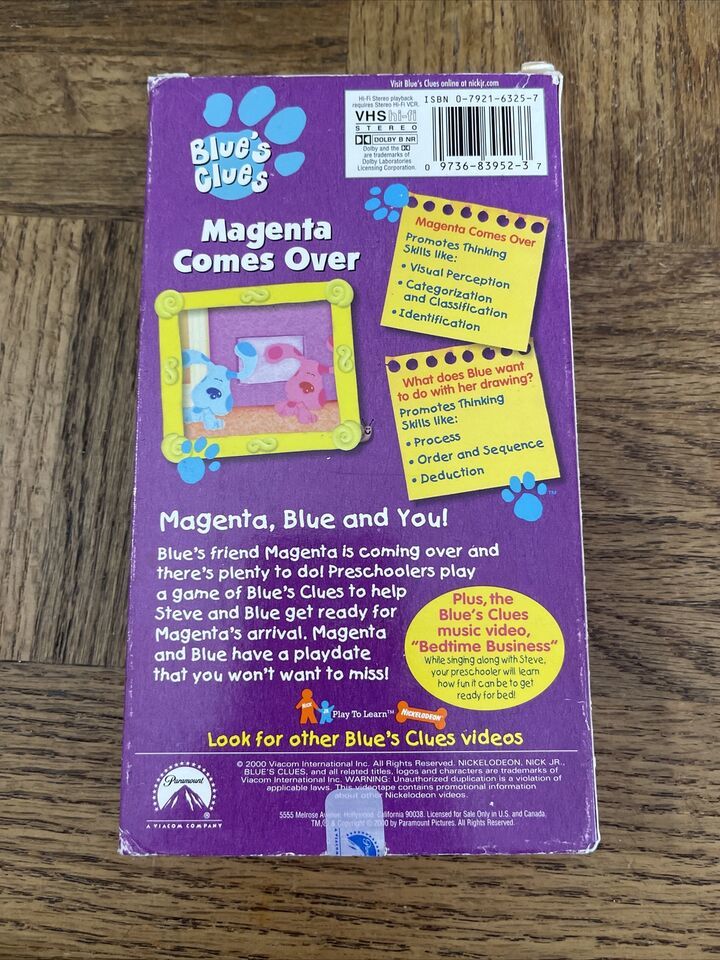 Visit Blue's Clues online at nickjr.com
Blue's
Clues
Hi-Fi Stereo playback
requires Stereo Hi-Fi VCR.
VHS hi-fi
STEREO
DOLBY B NR
Dolby and the
are trademarks of
Dolby Laboratories
Licensing Corporation.
ISBN 0-7921-6325-7
0 9736-83952-3 7
Magenta
Comes Over
Magenta Comes Over
Promotes Thinking
Skills like:
• Visual Perception
• Categorization
and Classification
• Identification
What does Blue want
to do with her drawing?
Promotes Thinking
Skills like:
• Process
• Order and Sequence
• Deduction
TM
Magenta, Blue and You!
Blue's friend Magenta is coming over and
there's plenty to do! Preschoolers play
a game of Blue's Clues to help
Steve and Blue get ready for
Magenta's arrival. Magenta
and Blue have a playdate
that you won't want to miss!
Plus, the
Blue's Clues
music video,
"Bedtime Business"
While singing along with Steve,
your preschooler will learn
how fun it can be to get
ready for bed!
NICK JR
Play To Learn™
NICKELODEON
Look for other Blue's Clues videos
© 2000 Viacom International Inc. All Rights Reserved. NICKELODEON, NICK JR.,
BLUE'S CLUES, and all related titles, logos and characters are trademarks of
Viacom International Inc. WARNING: Unauthorized duplication is a violation of
applicable laws. This videotape contains promotional information
about other Nickelodeon videos.
Paramount
®
A VIACOM COMPANY
5555 Melrose Avenue, Hollywood, California 90038. Licensed for Sale Only in U.S. and Canada.
TM, ® & Copyright © 2000 by Paramount Pictures. All Rights Reserved.